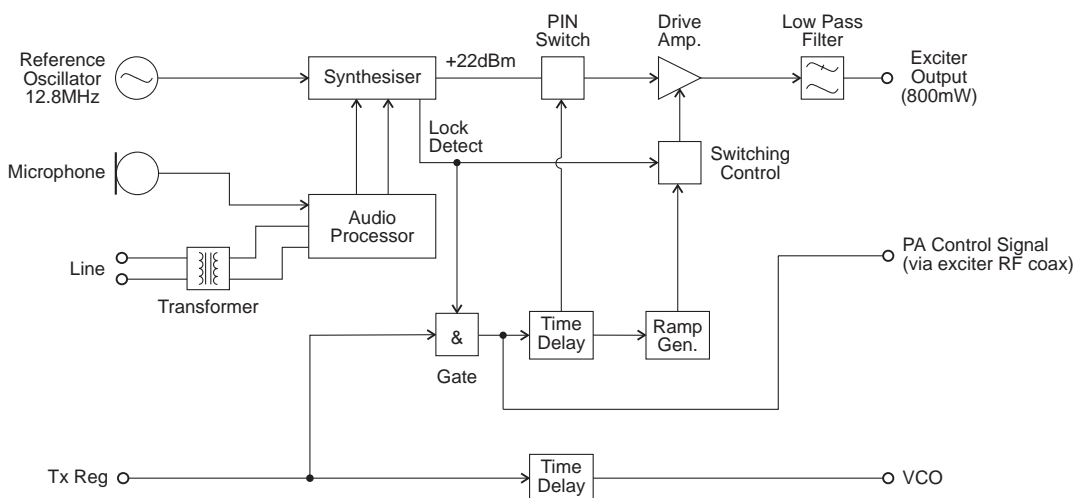 PIN
Switch
Drive
Amp.
Low Pass
Filter
Reference
Oscillator
12.8MHz
Synthesiser
+22dBm
Exciter
Output
(800mW)
Lock
Detect
Switching
Control
Microphone
Audio
Processor
Line
Transformer
PA Control Signal
(via exciter RF coax)
&
Gate
Time
Delay
Ramp
Gen.
Tx Reg
Time
Delay
VCO